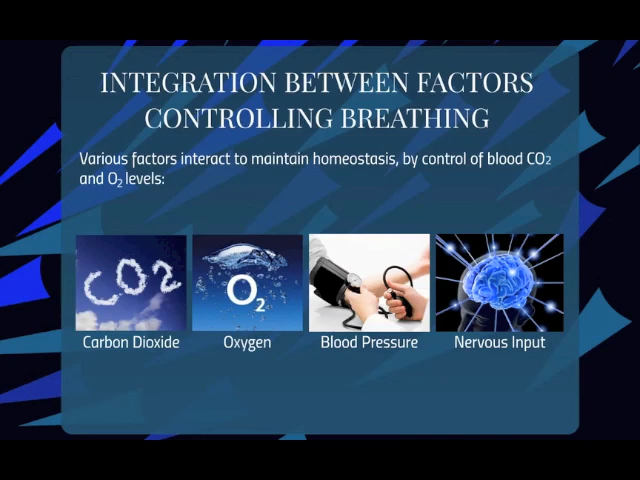 INTEGRATION BETWEEN FACTORS
CONTROLLING BREATHING
Various factors interact to maintain homeostasis, by control of blood CO₂
and O₂ levels:
CO2
O₂
Carbon Dioxide
Oxygen
Blood Pressure
Nervous Input